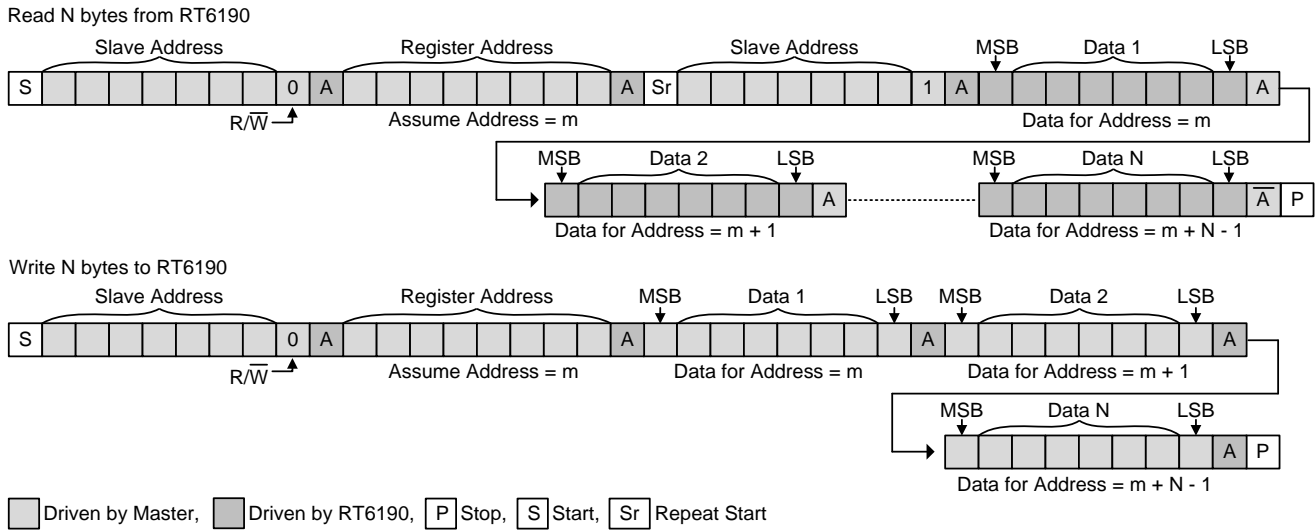 Read N bytes from RT6190
Slave Address Register Address Slave Address MSB Data 1 LSB
S 0 A A Sr 1 A A
R/W̅ Assume Address = m Data for Address = m
MSB Data 2 LSB MSB Data N LSB
A A̅ P
Data for Address = m + 1 Data for Address = m + N - 1
Write N bytes to RT6190
Slave Address Register Address MSB Data 1 LSB MSB Data 2 LSB
S 0 A A A A
R/W̅ Assume Address = m Data for Address = m Data for Address = m + 1
MSB Data N LSB
A P
Data for Address = m + N - 1
Driven by Master, Driven by RT6190, P Stop, S Start, Sr Repeat Start